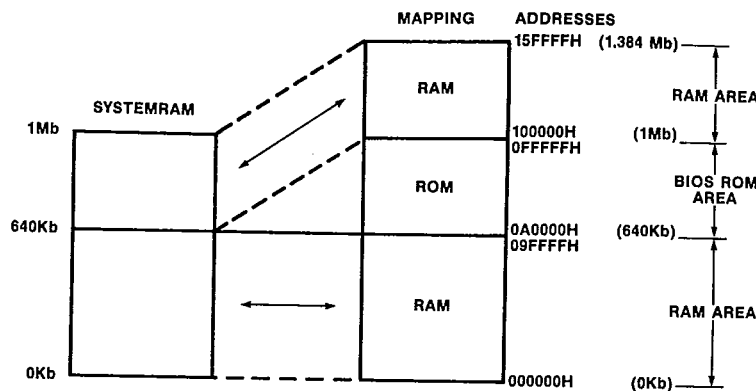 MAPPING ADDRESSES
15FFFFH (1.384 Mb)
SYSTEMRAM
RAM
RAM AREA
1Mb
100000H (1Mb)
0FFFFFH
ROM
BIOS ROM AREA
640Kb
0A0000H (640Kb)
09FFFFH
RAM
RAM AREA
0Kb
000000H (0Kb)